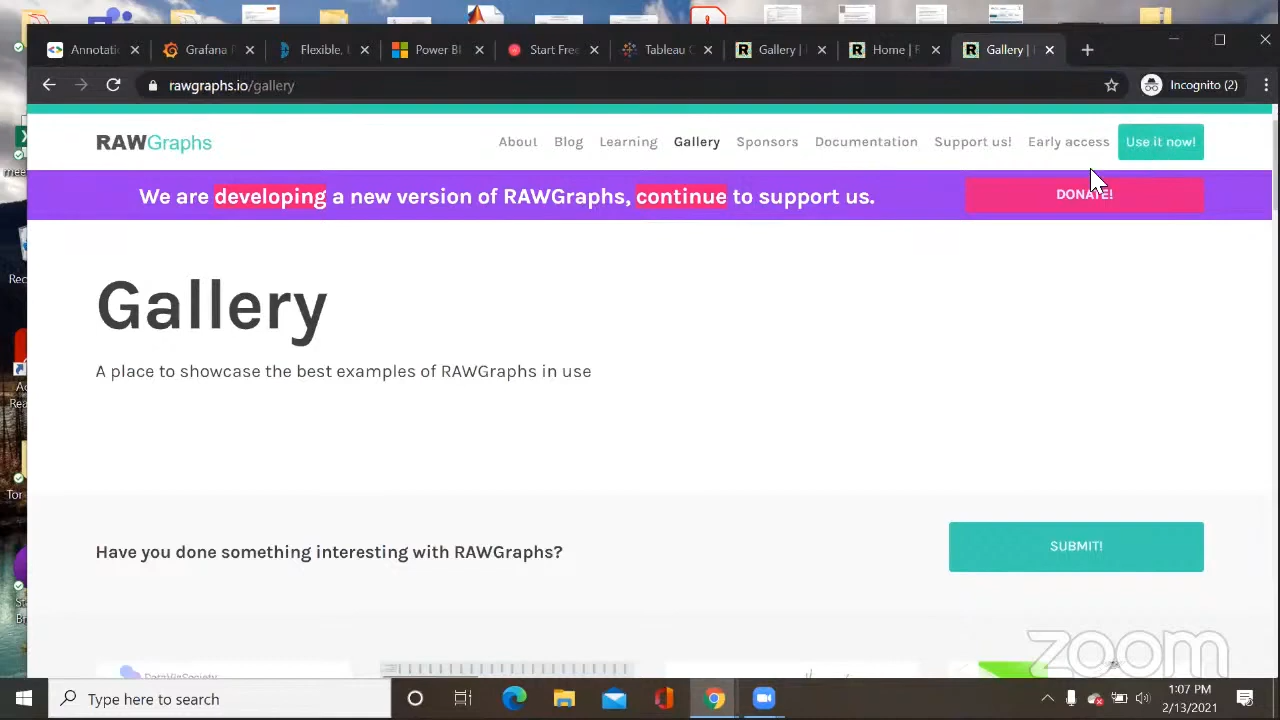 Annotatic
Grafana
Flexible,
Power BI
Start Free
Tableau
Gallery |
Home |
Gallery |
rawgraphs.io/gallery
Incognito (2)
RAWGraphs
About Blog Learning Gallery Sponsors Documentation Support us! Early access Use it now!
We are developing a new version of RAWGraphs, continue to support us.
DONATE!
Gallery
A place to showcase the best examples of RAWGraphs in use
Have you done something interesting with RAWGraphs?
SUBMIT!
DataVizSociety
zoom
Type here to search
1:07 PM
2/13/2021